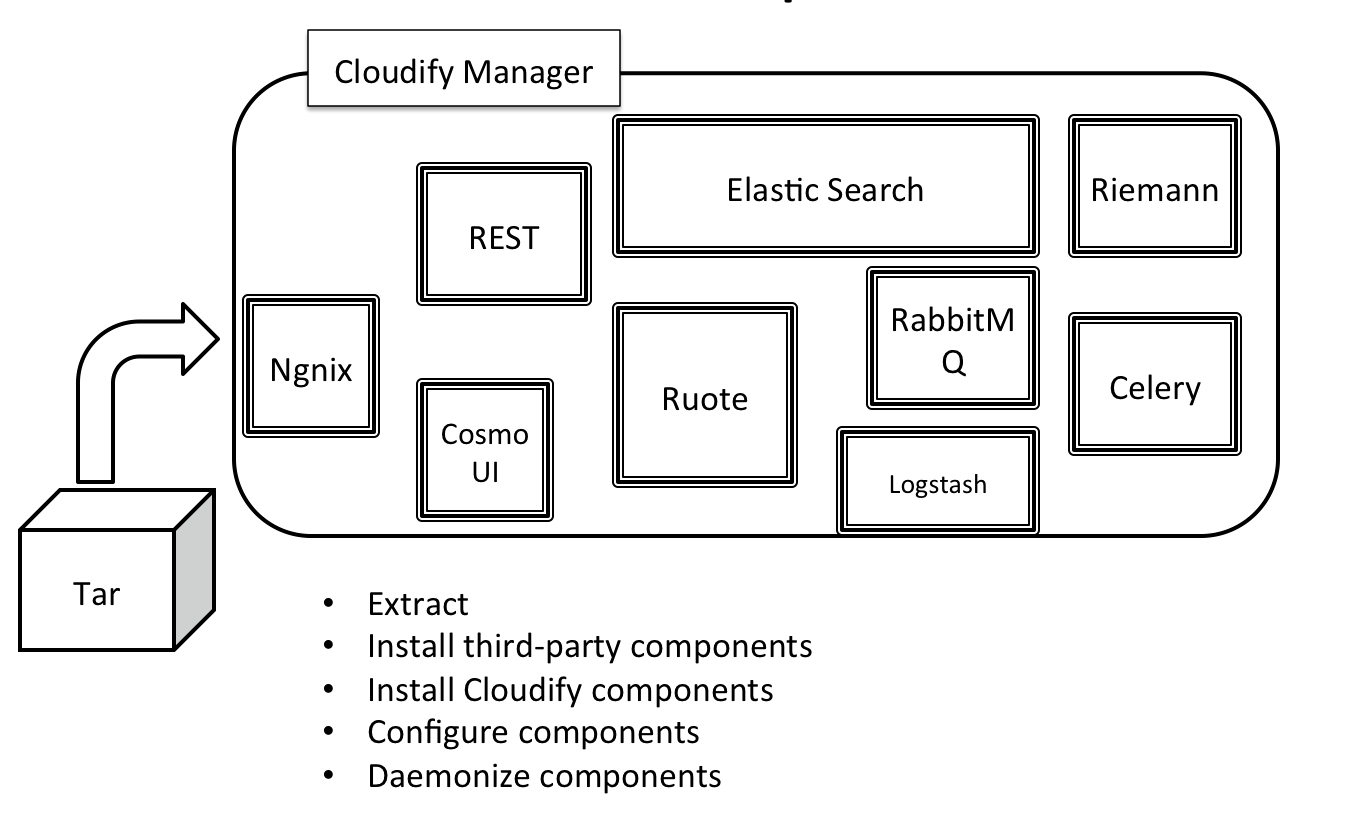 Cloudify Manager
Elastic Search
Riemann
REST
RabbitM
Q
Ngnix
Ruote
Celery
Cosmo
UI
Logstash
Tar
• Extract
• Install third-party components
• Install Cloudify components
• Configure components
• Daemonize components